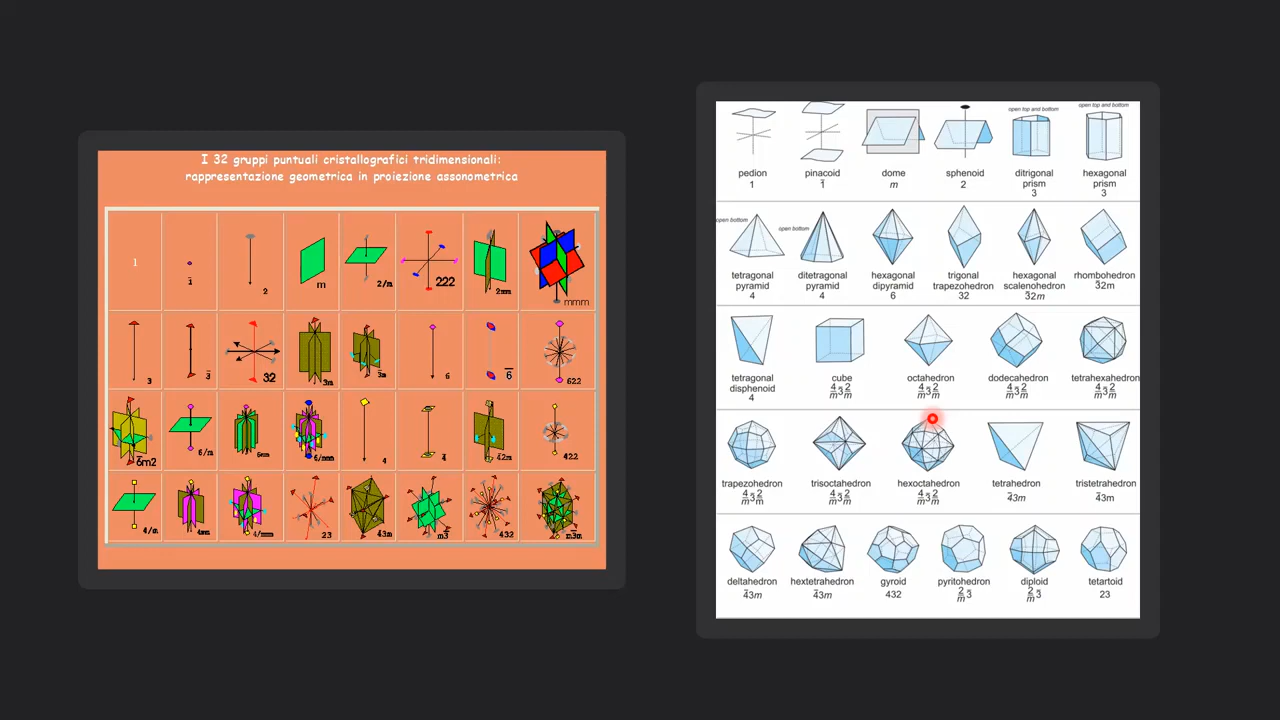 I 32 gruppi puntuali cristallografici tridimensionali:
rappresentazione geometrica in proiezione assonometrica
1
1̄
2
m
2/m
222
2mm
mmm
3
3̄
32
3m
3̄m
6
6̄
622
6̄m2
6/m
6mm
6/mmm
4
4̄
4̄2m
422
4/m
4mm
4/mmm
23
4̄3m
m3̄
432
m3̄m
open top and bottom
open top and bottom
pedion
1
pinacoid
1̄
dome
m
sphenoid
2
ditrigonal
prism
3
hexagonal
prism
3
open bottom
open bottom
tetragonal
pyramid
4
ditetragonal
pyramid
4
hexagonal
dipyramid
6
trigonal
trapezohedron
32
hexagonal
scalenohedron
3̄2m
rhombohedron
3̄2m
tetragonal
disphenoid
4
cube
4/m 3̄ 2/m
octahedron
4/m 3̄ 2/m
dodecahedron
4/m 3̄ 2/m
tetrahexahedron
4/m 3̄ 2/m
trapezohedron
4/m 3̄ 2/m
trisoctahedron
4/m 3̄ 2/m
hexoctahedron
4/m 3̄ 2/m
tetrahedron
4̄3m
tristetrahedron
4̄3m
deltahedron
4̄3m
hextetrahedron
4̄3m
gyroid
432
pyritohedron
2/m 3̄
diploid
2/m 3̄
tetartoid
23